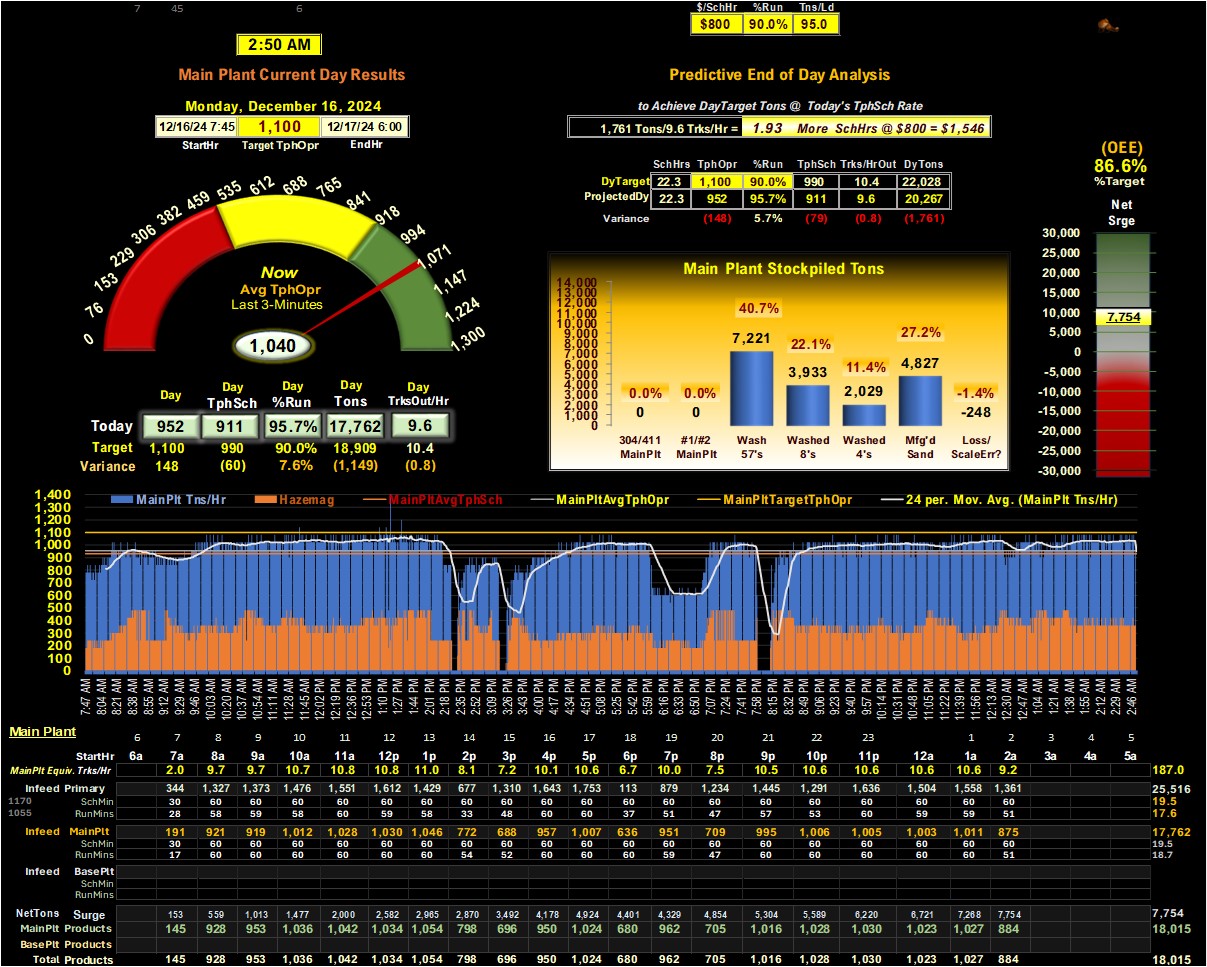 7 45 6
$/SchHr %Run Tns/Ld
$800 90.0% 95.0
2:50 AM
Main Plant Current Day Results
Monday, December 16, 2024
12/16/24 7:45 1,100 12/17/24 6:00
StartHr Target TphOpr EndHr
0 76 153 229 306 382 459 535 612 688 765 841 918 994 1,071 1,147 1,224 1,300
Now
Avg TphOpr
Last 3-Minutes
1,040
Day Day TphSch Day %Run Day Tons Day TrksOut/Hr
Today 952 911 95.7% 17,762 9.6
Target 1,100 990 90.0% 18,909 10.4
Variance 148 (60) 7.6% (1,149) (0.8)
Predictive End of Day Analysis
to Achieve DayTarget Tons @ Today's TphSch Rate
1,761 Tons/9.6 Trks/Hr = 1.93 More SchHrs @ $800 = $1,546
SchHrs TphOpr %Run TphSch Trks/HrOut DyTons
DyTarget 22.3 1,100 90.0% 990 10.4 22,028
ProjectedDy 22.3 952 95.7% 911 9.6 20,267
Variance (148) 5.7% (79) (0.8) (1,761)
Main Plant Stockpiled Tons
14,000
13,000
12,000
11,000
10,000
9,000
8,000
7,000
6,000
5,000
4,000
3,000
2,000
1,000
0
0.0% 0.0% 40.7% 22.1% 11.4% 27.2% -1.4%
0 0 7,221 3,933 2,029 4,827 -248
304/411 #1/#2 Wash Washed Washed Mfg'd Loss/
MainPlt MainPlt 57's 8's 4's Sand ScaleErr?
(OEE)
86.6%
%Target
Net
Srge
30,000
25,000
20,000
15,000
10,000
7,754
5,000
0
-5,000
-10,000
-15,000
-20,000
-25,000
-30,000
MainPlt Tns/Hr Hazemag MainPltAvgTphSch MainPltAvgTphOpr MainPltTargetTphOpr 24 per. Mov. Avg. (MainPlt Tns/Hr)
1,400
1,300
1,200
1,100
1,000
900
800
700
600
500
400
300
200
100
0
7:47 AM 8:04 AM 8:21 AM 8:38 AM 8:55 AM 9:12 AM 9:29 AM 9:46 AM 10:03 AM 10:20 AM 10:37 AM 10:54 AM 11:11 AM 11:28 AM 11:45 AM 12:02 PM 12:19 PM 12:36 PM 12:53 PM 1:10 PM 1:27 PM 1:44 PM 2:01 PM 2:18 PM 2:35 PM 2:52 PM 3:09 PM 3:26 PM 3:43 PM 4:00 PM 4:17 PM 4:34 PM 4:51 PM 5:08 PM 5:25 PM 5:42 PM 5:59 PM 6:16 PM 6:33 PM 6:50 PM 7:07 PM 7:24 PM 7:41 PM 7:58 PM 8:15 PM 8:32 PM 8:49 PM 9:06 PM 9:23 PM 9:40 PM 9:57 PM 10:14 PM 10:31 PM 10:48 PM 11:05 PM 11:22 PM 11:39 PM 11:56 PM 12:13 AM 12:30 AM 12:47 AM 1:04 AM 1:21 AM 1:38 AM 1:55 AM 2:12 AM 2:29 AM 2:46 AM
Main Plant
6 7 8 9 10 11 12 13 14 15 16 17 18 19 20 21 22 23 1 2 3 4 5
StartHr 6a 7a 8a 9a 10a 11a 12p 1p 2p 3p 4p 5p 6p 7p 8p 9p 10p 11p 12a 1a 2a 3a 4a 5a
MainPlt Equiv. Trks/Hr 2.0 9.7 9.7 10.7 10.8 10.8 11.0 8.1 7.2 10.1 10.6 6.7 10.0 7.5 10.5 10.6 10.6 10.6 10.6 9.2 187.0
Infeed Primary 344 1,327 1,373 1,476 1,551 1,612 1,429 677 1,310 1,643 1,753 113 879 1,234 1,445 1,291 1,636 1,504 1,558 1,361 25,516
1170 SchMin 30 60 60 60 60 60 60 60 60 60 60 60 60 60 60 60 60 60 60 60 19.5
1055 RunMins 28 58 59 58 60 59 58 33 48 60 60 6 37 51 47 57 53 60 59 59 51 17.6
Infeed MainPlt 191 921 919 1,012 1,028 1,030 1,046 772 688 957 1,007 636 951 709 995 1,006 1,005 1,003 1,011 875 17,762
SchMin 30 60 60 60 60 60 60 60 60 60 60 60 60 60 60 60 60 60 60 60 19.5
RunMins 17 60 60 60 60 60 60 54 52 60 60 60 59 47 60 60 60 60 60 51 18.7
Infeed BasePlt
SchMin
RunMins
NetTons Surge 153 559 1,013 1,477 2,000 2,582 2,965 2,870 3,492 4,178 4,924 4,401 4,329 4,854 5,304 5,589 6,220 6,721 7,268 7,754 7,754
MainPlt Products 145 928 953 1,036 1,042 1,034 1,054 798 696 950 1,024 680 962 705 1,016 1,028 1,030 1,023 1,027 884 18,015
BasePlt Products
Total Products 145 928 953 1,036 1,042 1,034 1,054 798 696 950 1,024 680 962 705 1,016 1,028 1,030 1,023 1,027 884 18,015